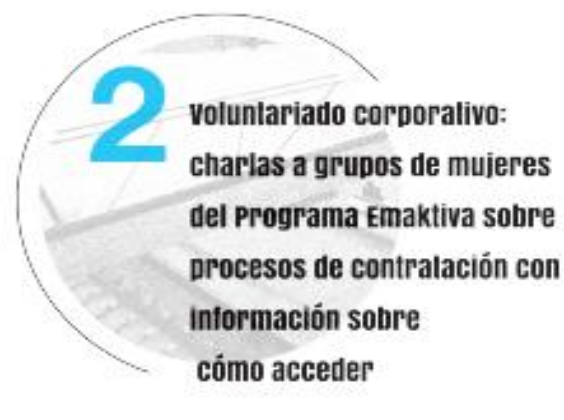 2
Voluntariado corporativo:
charlas a grupos de mujeres
del Programa Emaktiva sobre
procesos de contratación con
información sobre
cómo acceder